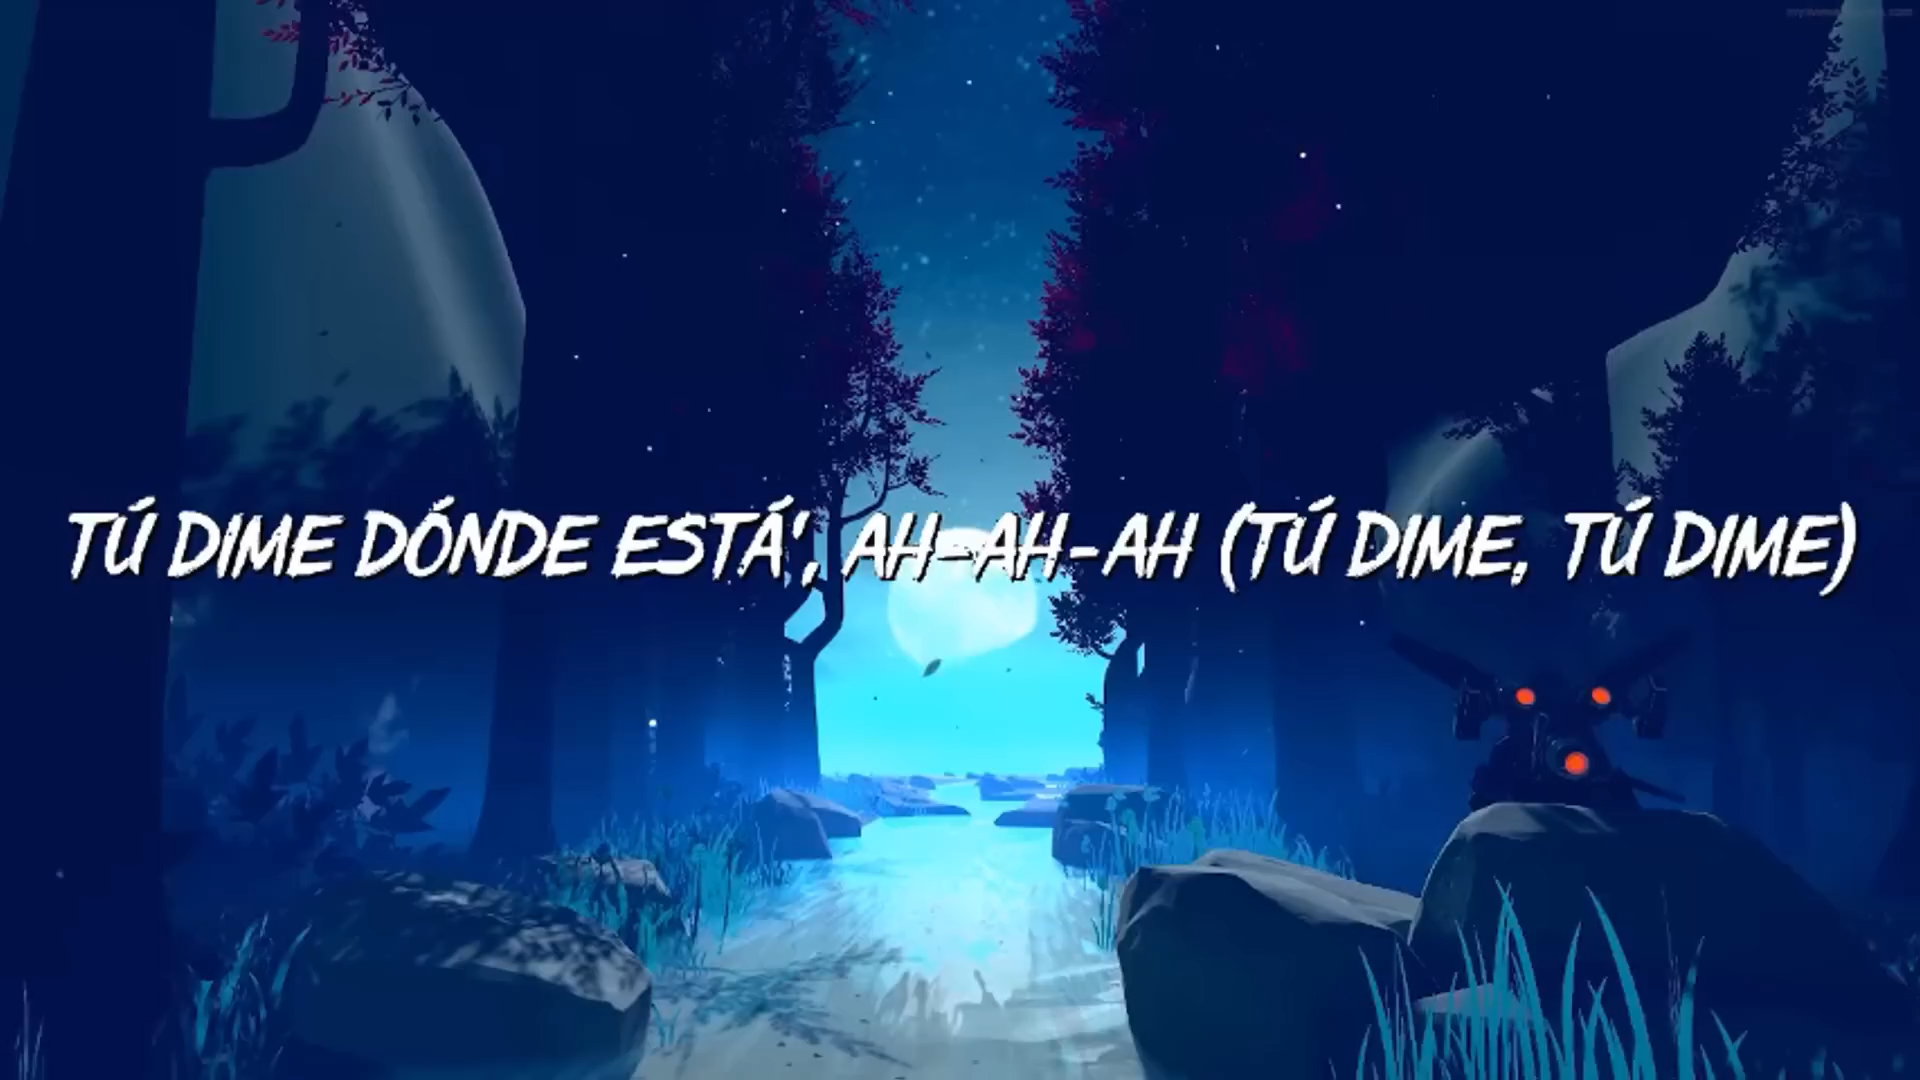 TÚ DIME DÓNDE ESTÁ', AH-AH-AH (TÚ DIME, TÚ DIME)